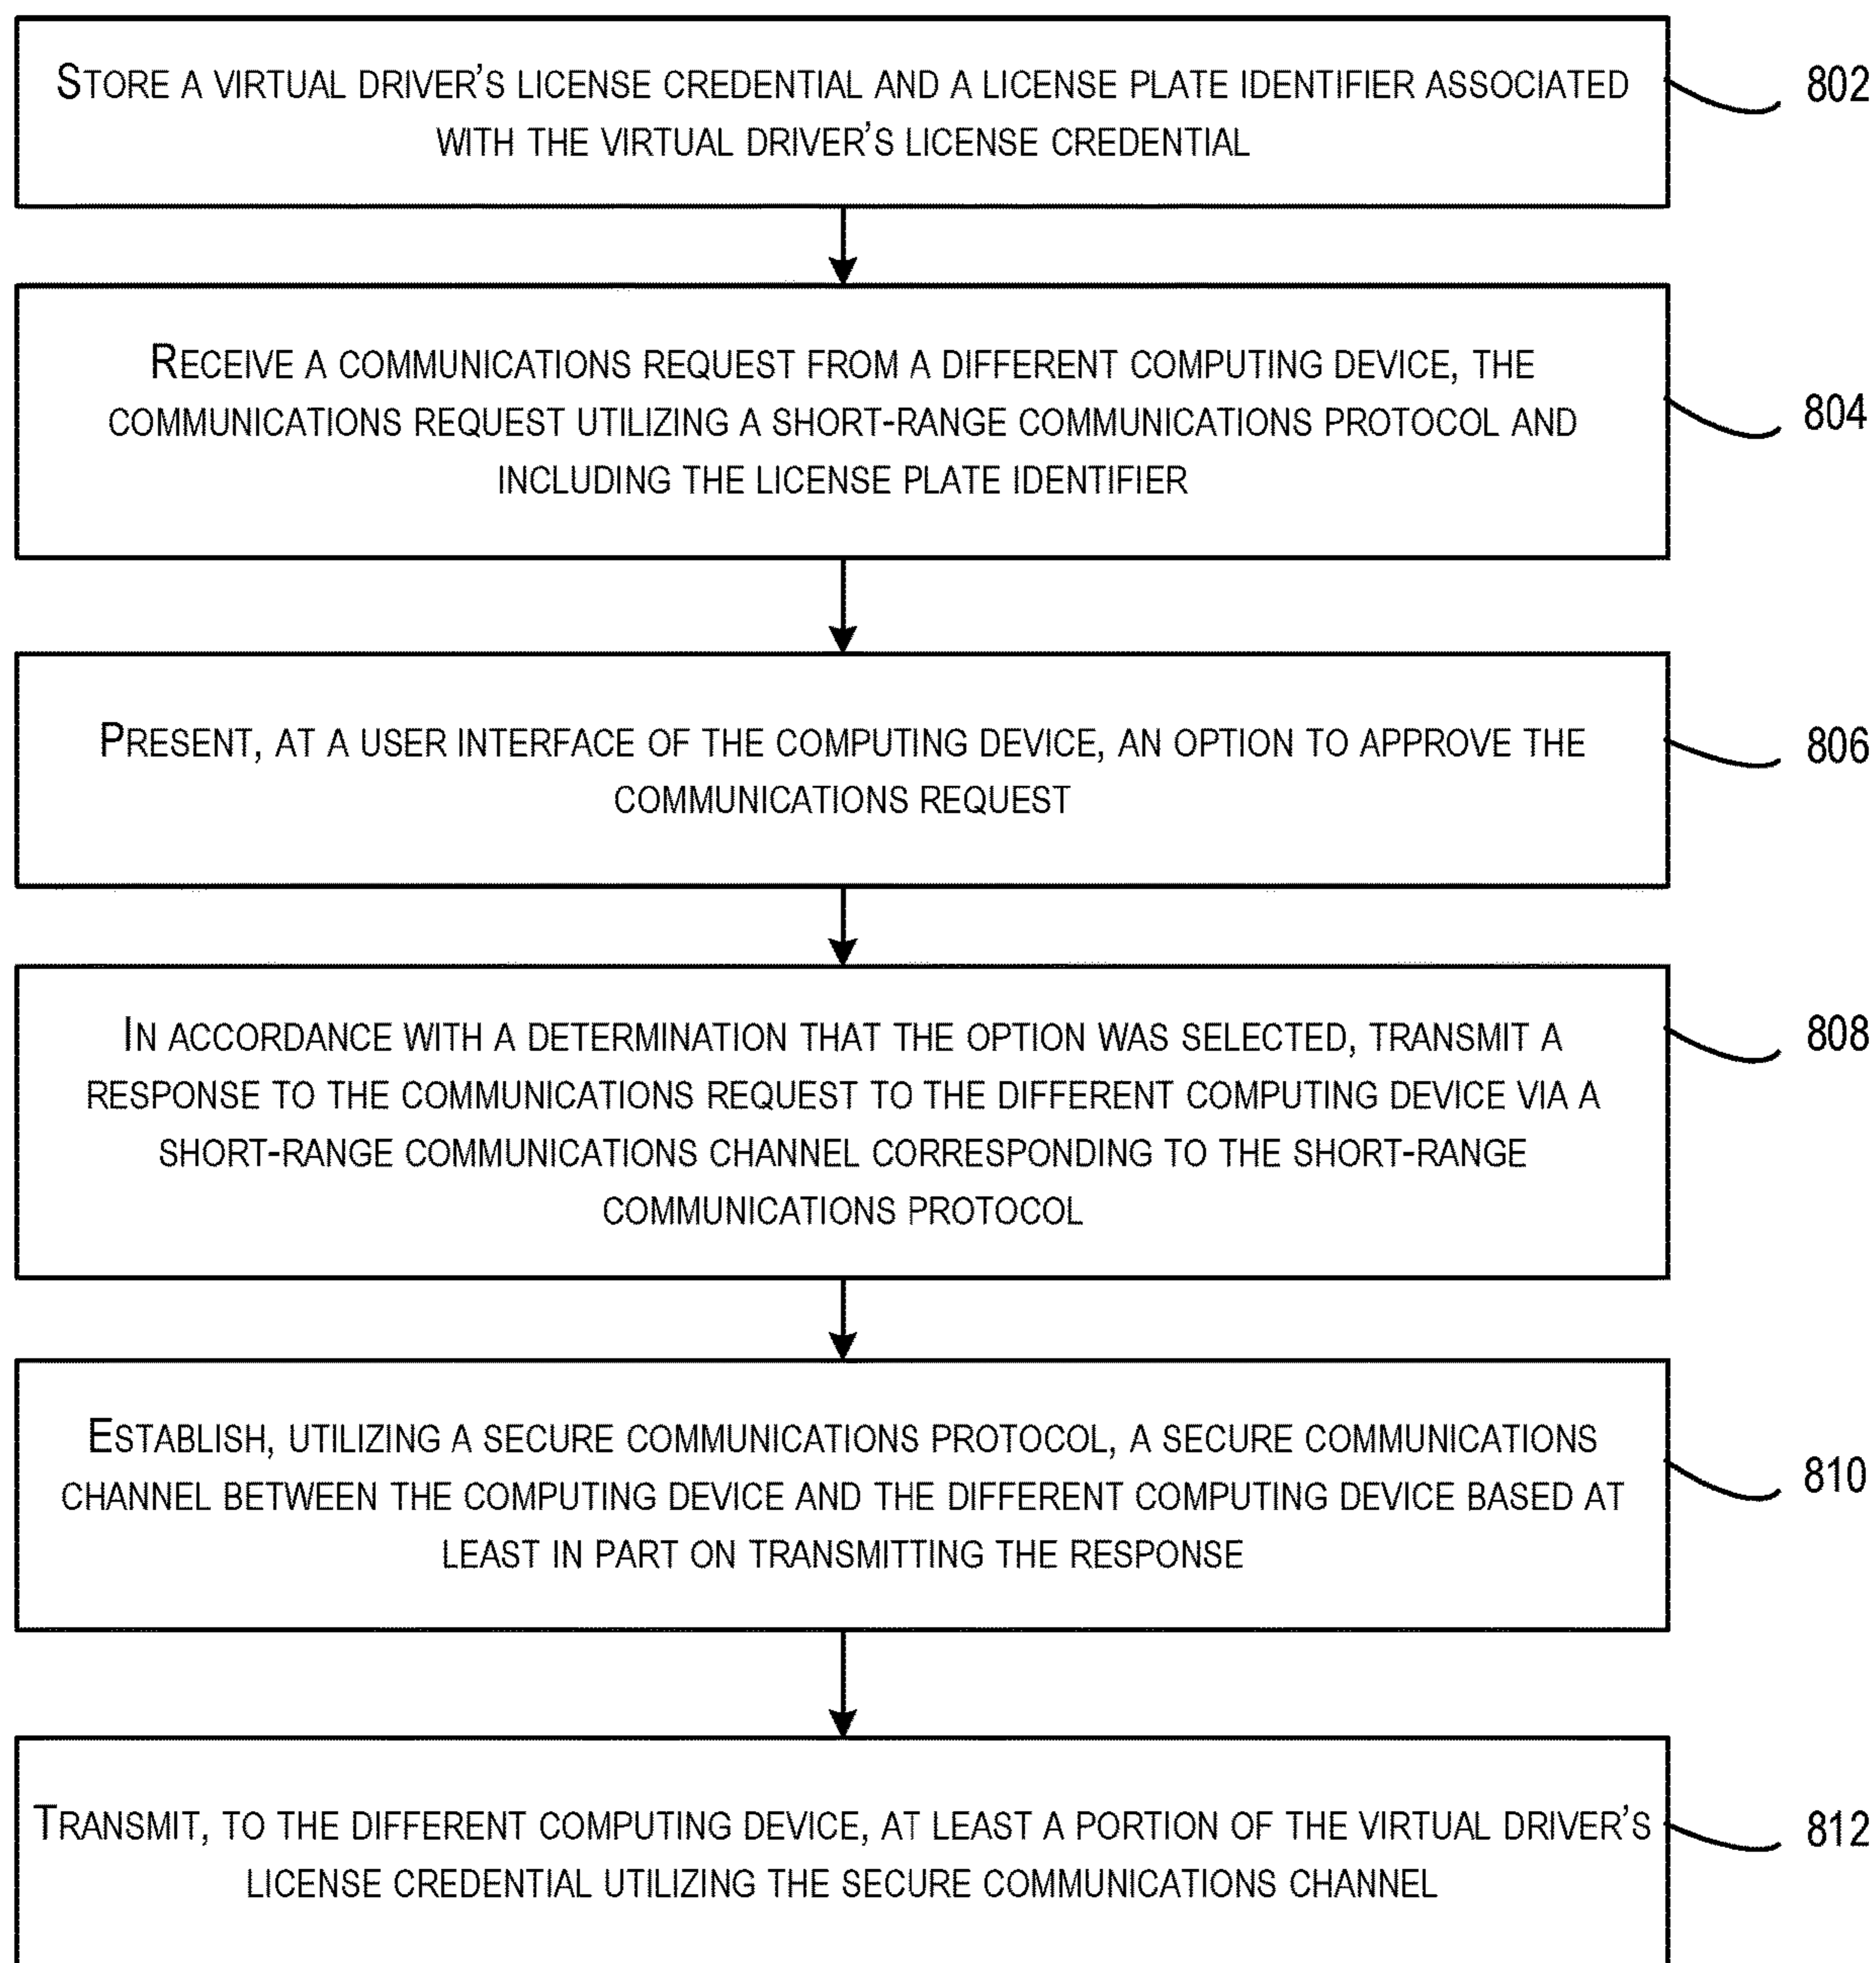 STORE A VIRTUAL DRIVER'S LICENSE CREDENTIAL AND A LICENSE PLATE IDENTIFIER ASSOCIATED
WITH THE VIRTUAL DRIVER'S LICENSE CREDENTIAL
802
RECEIVE A COMMUNICATIONS REQUEST FROM A DIFFERENT COMPUTING DEVICE, THE
COMMUNICATIONS REQUEST UTILIZING A SHORT-RANGE COMMUNICATIONS PROTOCOL AND
INCLUDING THE LICENSE PLATE IDENTIFIER
804
PRESENT, AT A USER INTERFACE OF THE COMPUTING DEVICE, AN OPTION TO APPROVE THE
COMMUNICATIONS REQUEST
806
IN ACCORDANCE WITH A DETERMINATION THAT THE OPTION WAS SELECTED, TRANSMIT A
RESPONSE TO THE COMMUNICATIONS REQUEST TO THE DIFFERENT COMPUTING DEVICE VIA A
SHORT-RANGE COMMUNICATIONS CHANNEL CORRESPONDING TO THE SHORT-RANGE
COMMUNICATIONS PROTOCOL
808
ESTABLISH, UTILIZING A SECURE COMMUNICATIONS PROTOCOL, A SECURE COMMUNICATIONS
CHANNEL BETWEEN THE COMPUTING DEVICE AND THE DIFFERENT COMPUTING DEVICE BASED AT
LEAST IN PART ON TRANSMITTING THE RESPONSE
810
TRANSMIT, TO THE DIFFERENT COMPUTING DEVICE, AT LEAST A PORTION OF THE VIRTUAL DRIVER'S
LICENSE CREDENTIAL UTILIZING THE SECURE COMMUNICATIONS CHANNEL
812